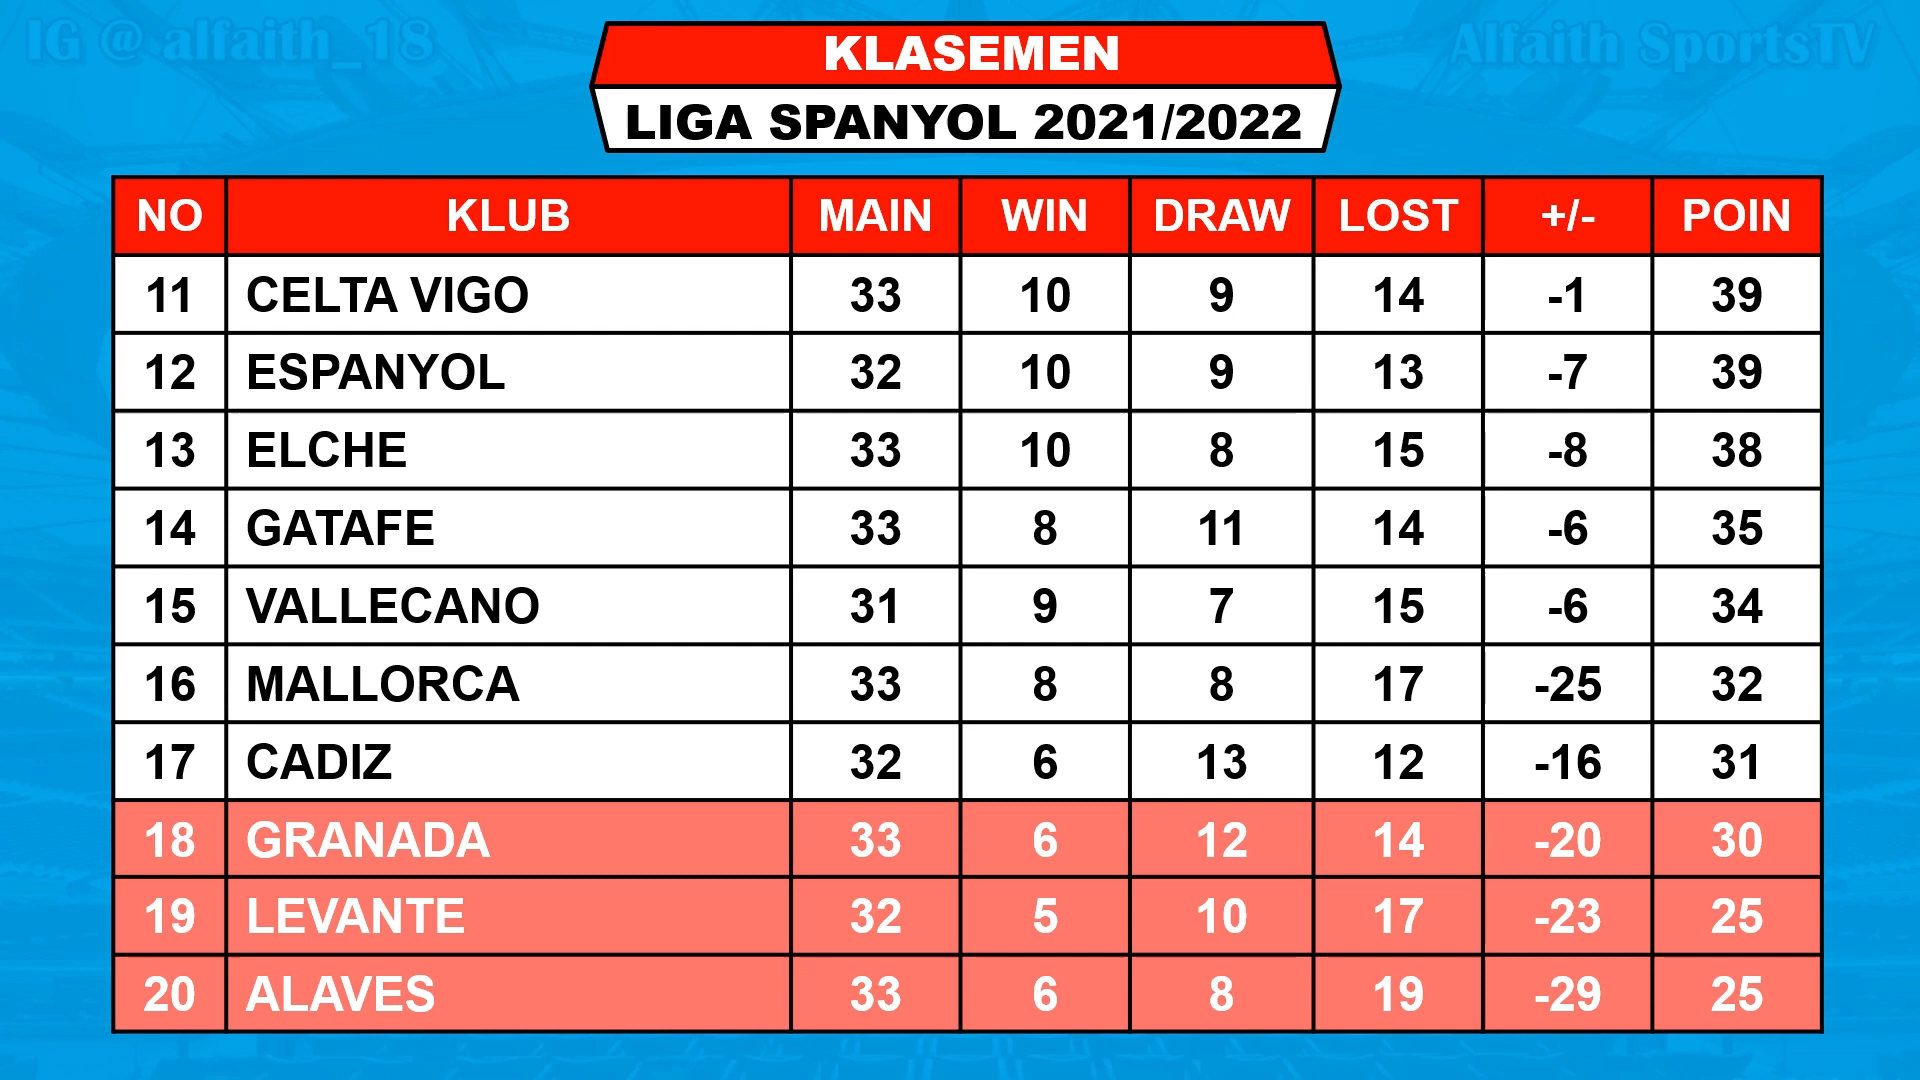 IG @ alfaith_18
Alfaith SportsTV
KLASEMEN
LIGA SPANYOL 2021/2022
NO KLUB MAIN WIN DRAW LOST +/- POIN
11 CELTA VIGO 33 10 9 14 -1 39
12 ESPANYOL 32 10 9 13 -7 39
13 ELCHE 33 10 8 15 -8 38
14 GATAFE 33 8 11 14 -6 35
15 VALLECANO 31 9 7 15 -6 34
16 MALLORCA 33 8 8 17 -25 32
17 CADIZ 32 6 13 12 -16 31
18 GRANADA 33 6 12 14 -20 30
19 LEVANTE 32 5 10 17 -23 25
20 ALAVES 33 6 8 19 -29 25